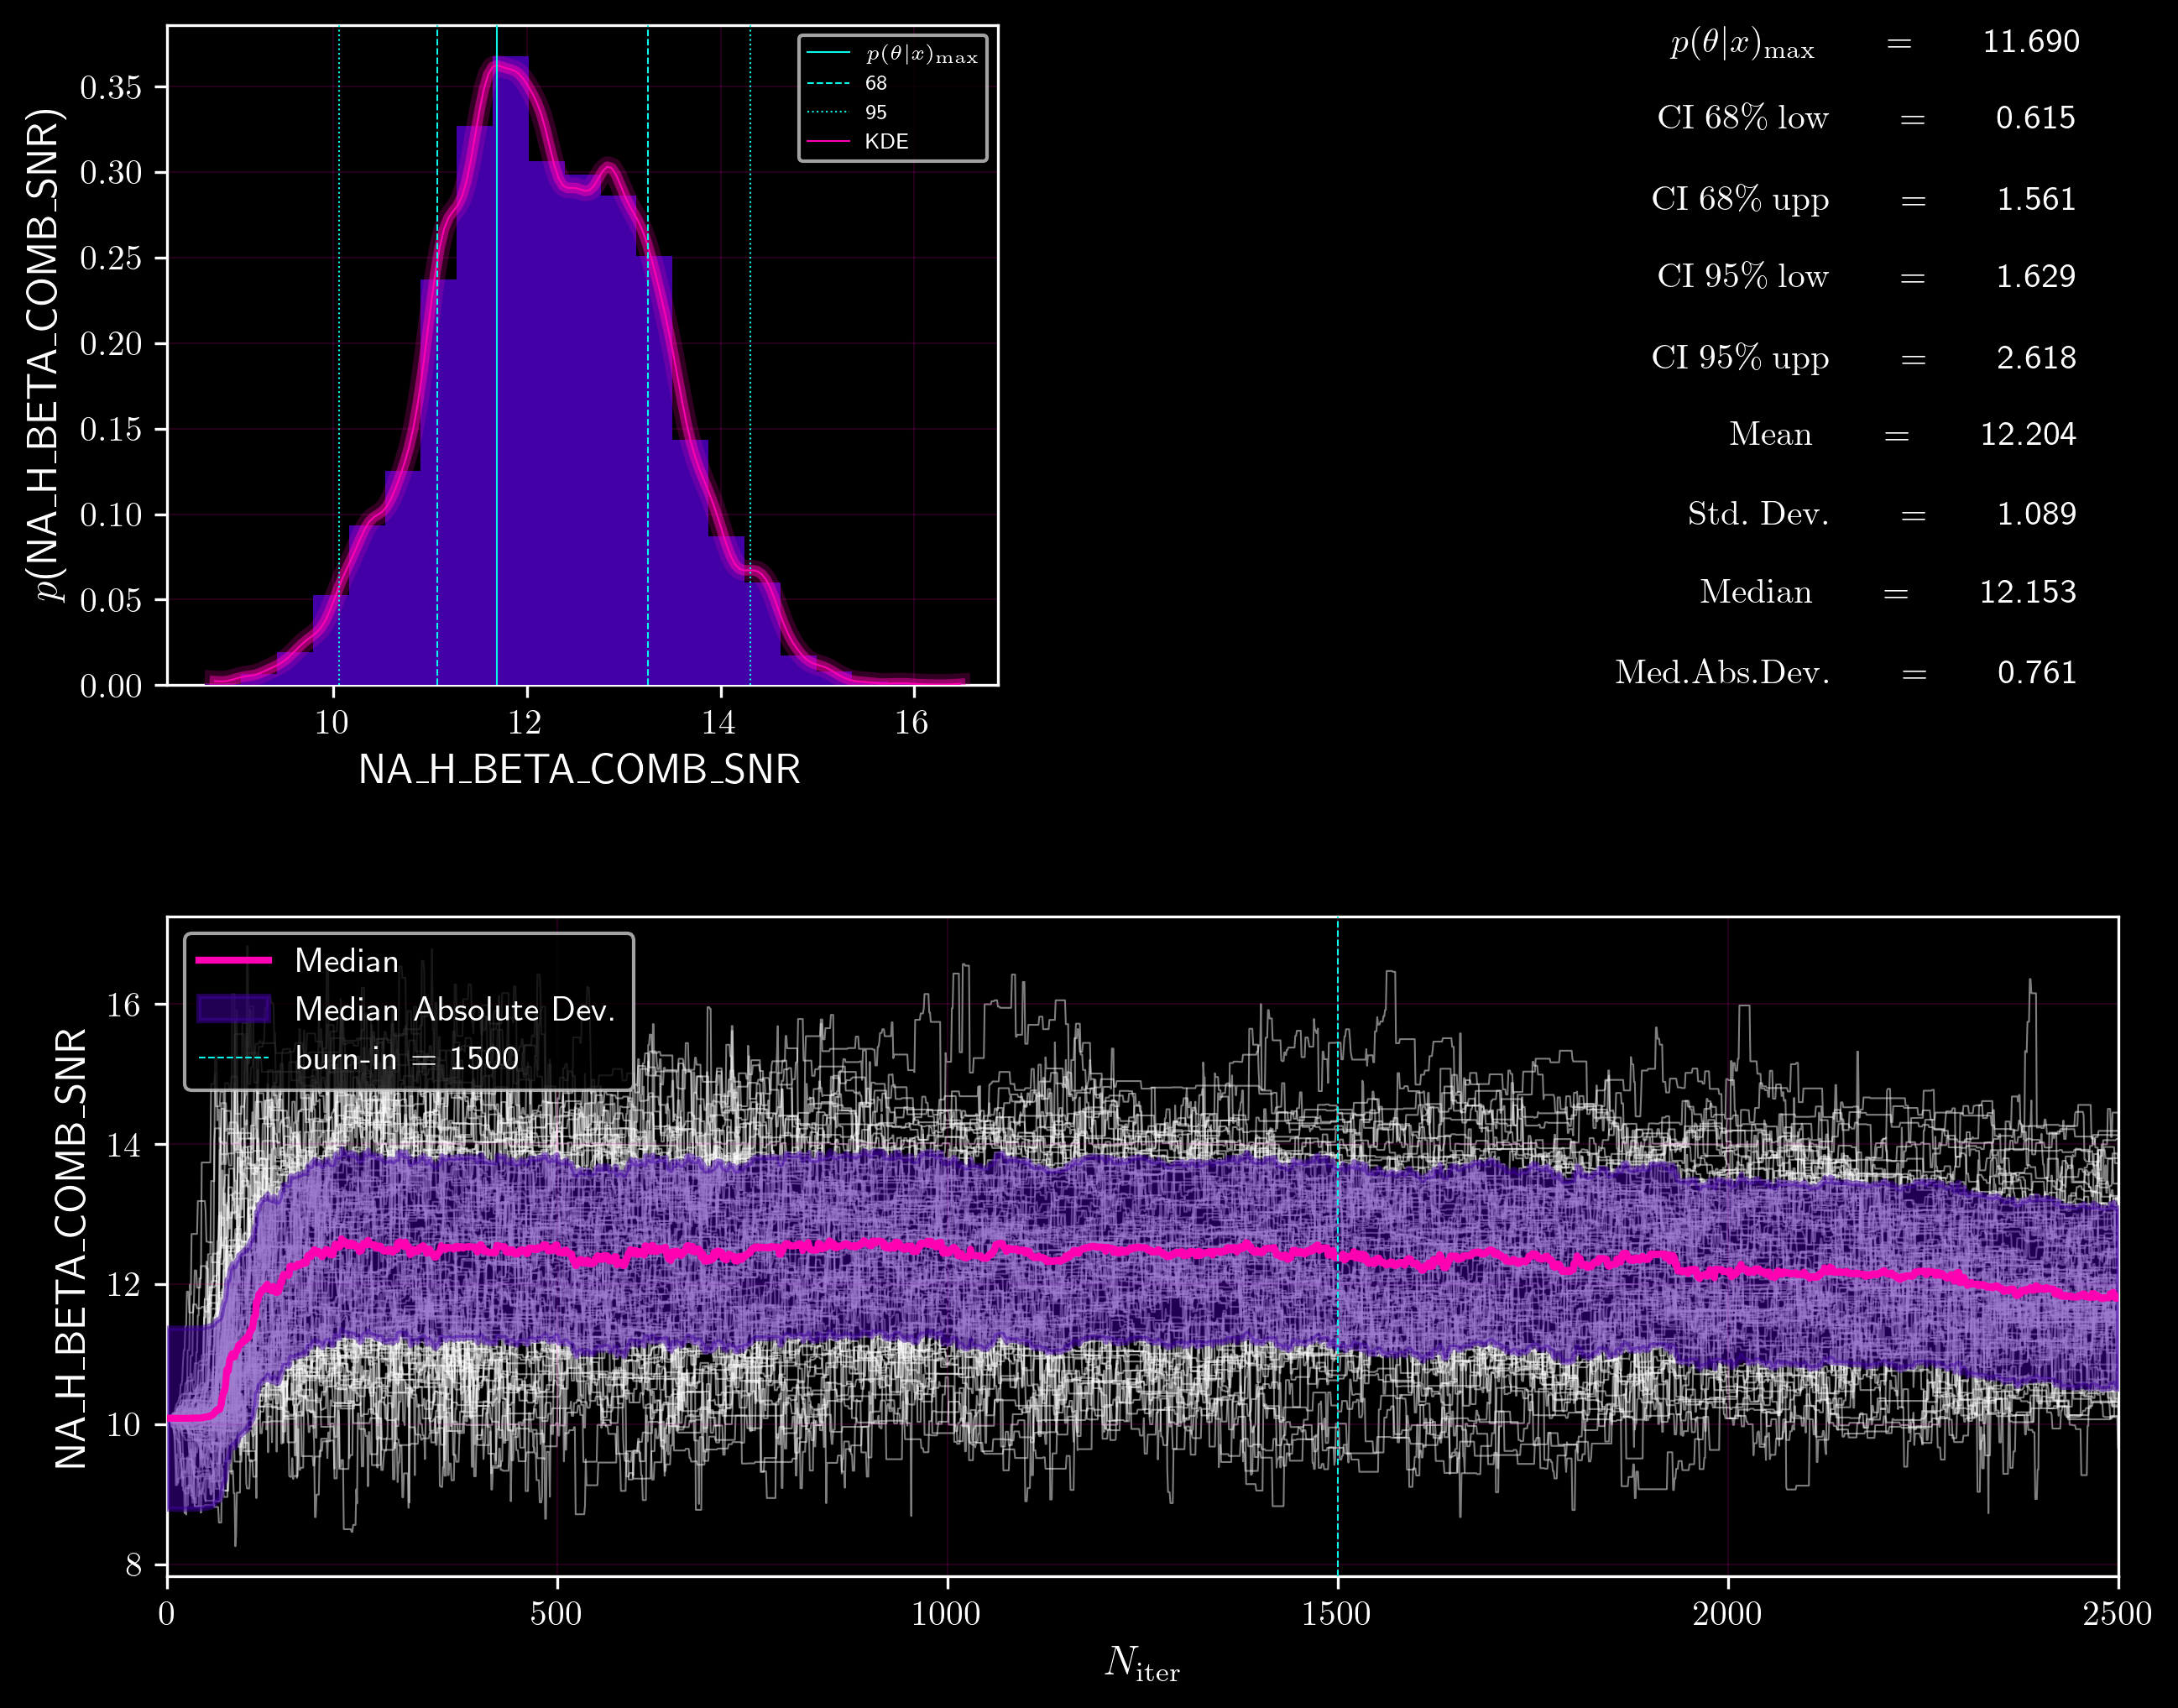 p(NA_H_BETA_COMB_SNR)
0.35
0.30
0.25
0.20
0.15
0.10
0.05
0.00
10 12 14 16
NA_H_BETA_COMB_SNR
p(θ|x)max
68
95
KDE
p(θ|x)max = 11.690
CI 68% low = 0.615
CI 68% upp = 1.561
CI 95% low = 1.629
CI 95% upp = 2.618
Mean = 12.204
Std. Dev. = 1.089
Median = 12.153
Med.Abs.Dev. = 0.761
NA_H_BETA_COMB_SNR
16
14
12
10
8
Median
Median Absolute Dev.
burn-in = 1500
0 500 1000 1500 2000 2500
Niter